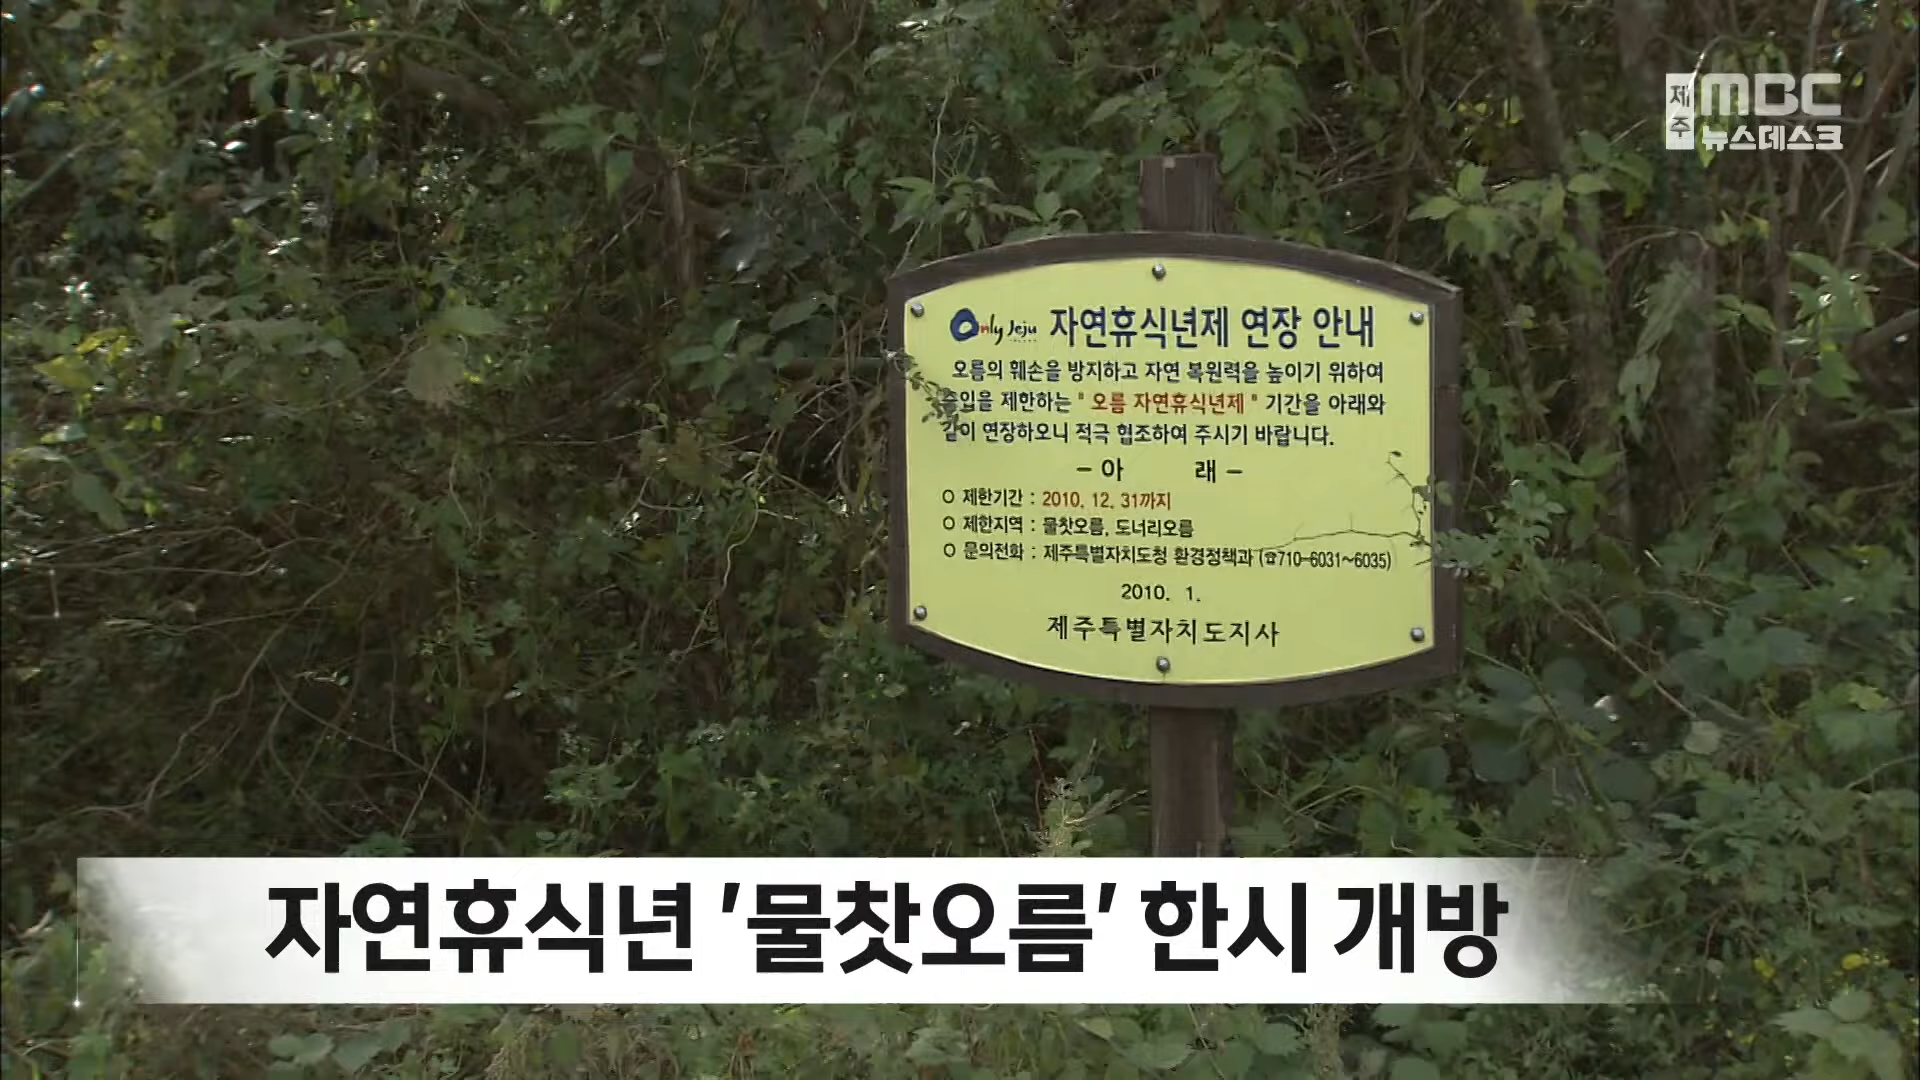 제주 MBC
뉴스데스크
Only Jeju 자연휴식년제 연장 안내
오름의 훼손을 방지하고 자연 복원력을 높이기 위하여
출입을 제한하는 " 오름 자연휴식년제 " 기간을 아래와
같이 연장하오니 적극 협조하여 주시기 바랍니다.
- 아 래 -
O 제한기간 : 2010. 12. 31까지
O 제한지역 : 물찻오름, 도너리오름
O 문의전화 : 제주특별자치도청 환경정책과 (☎710-6031~6035)
2010. 1.
제주특별자치도지사
자연휴식년 '물찻오름' 한시 개방